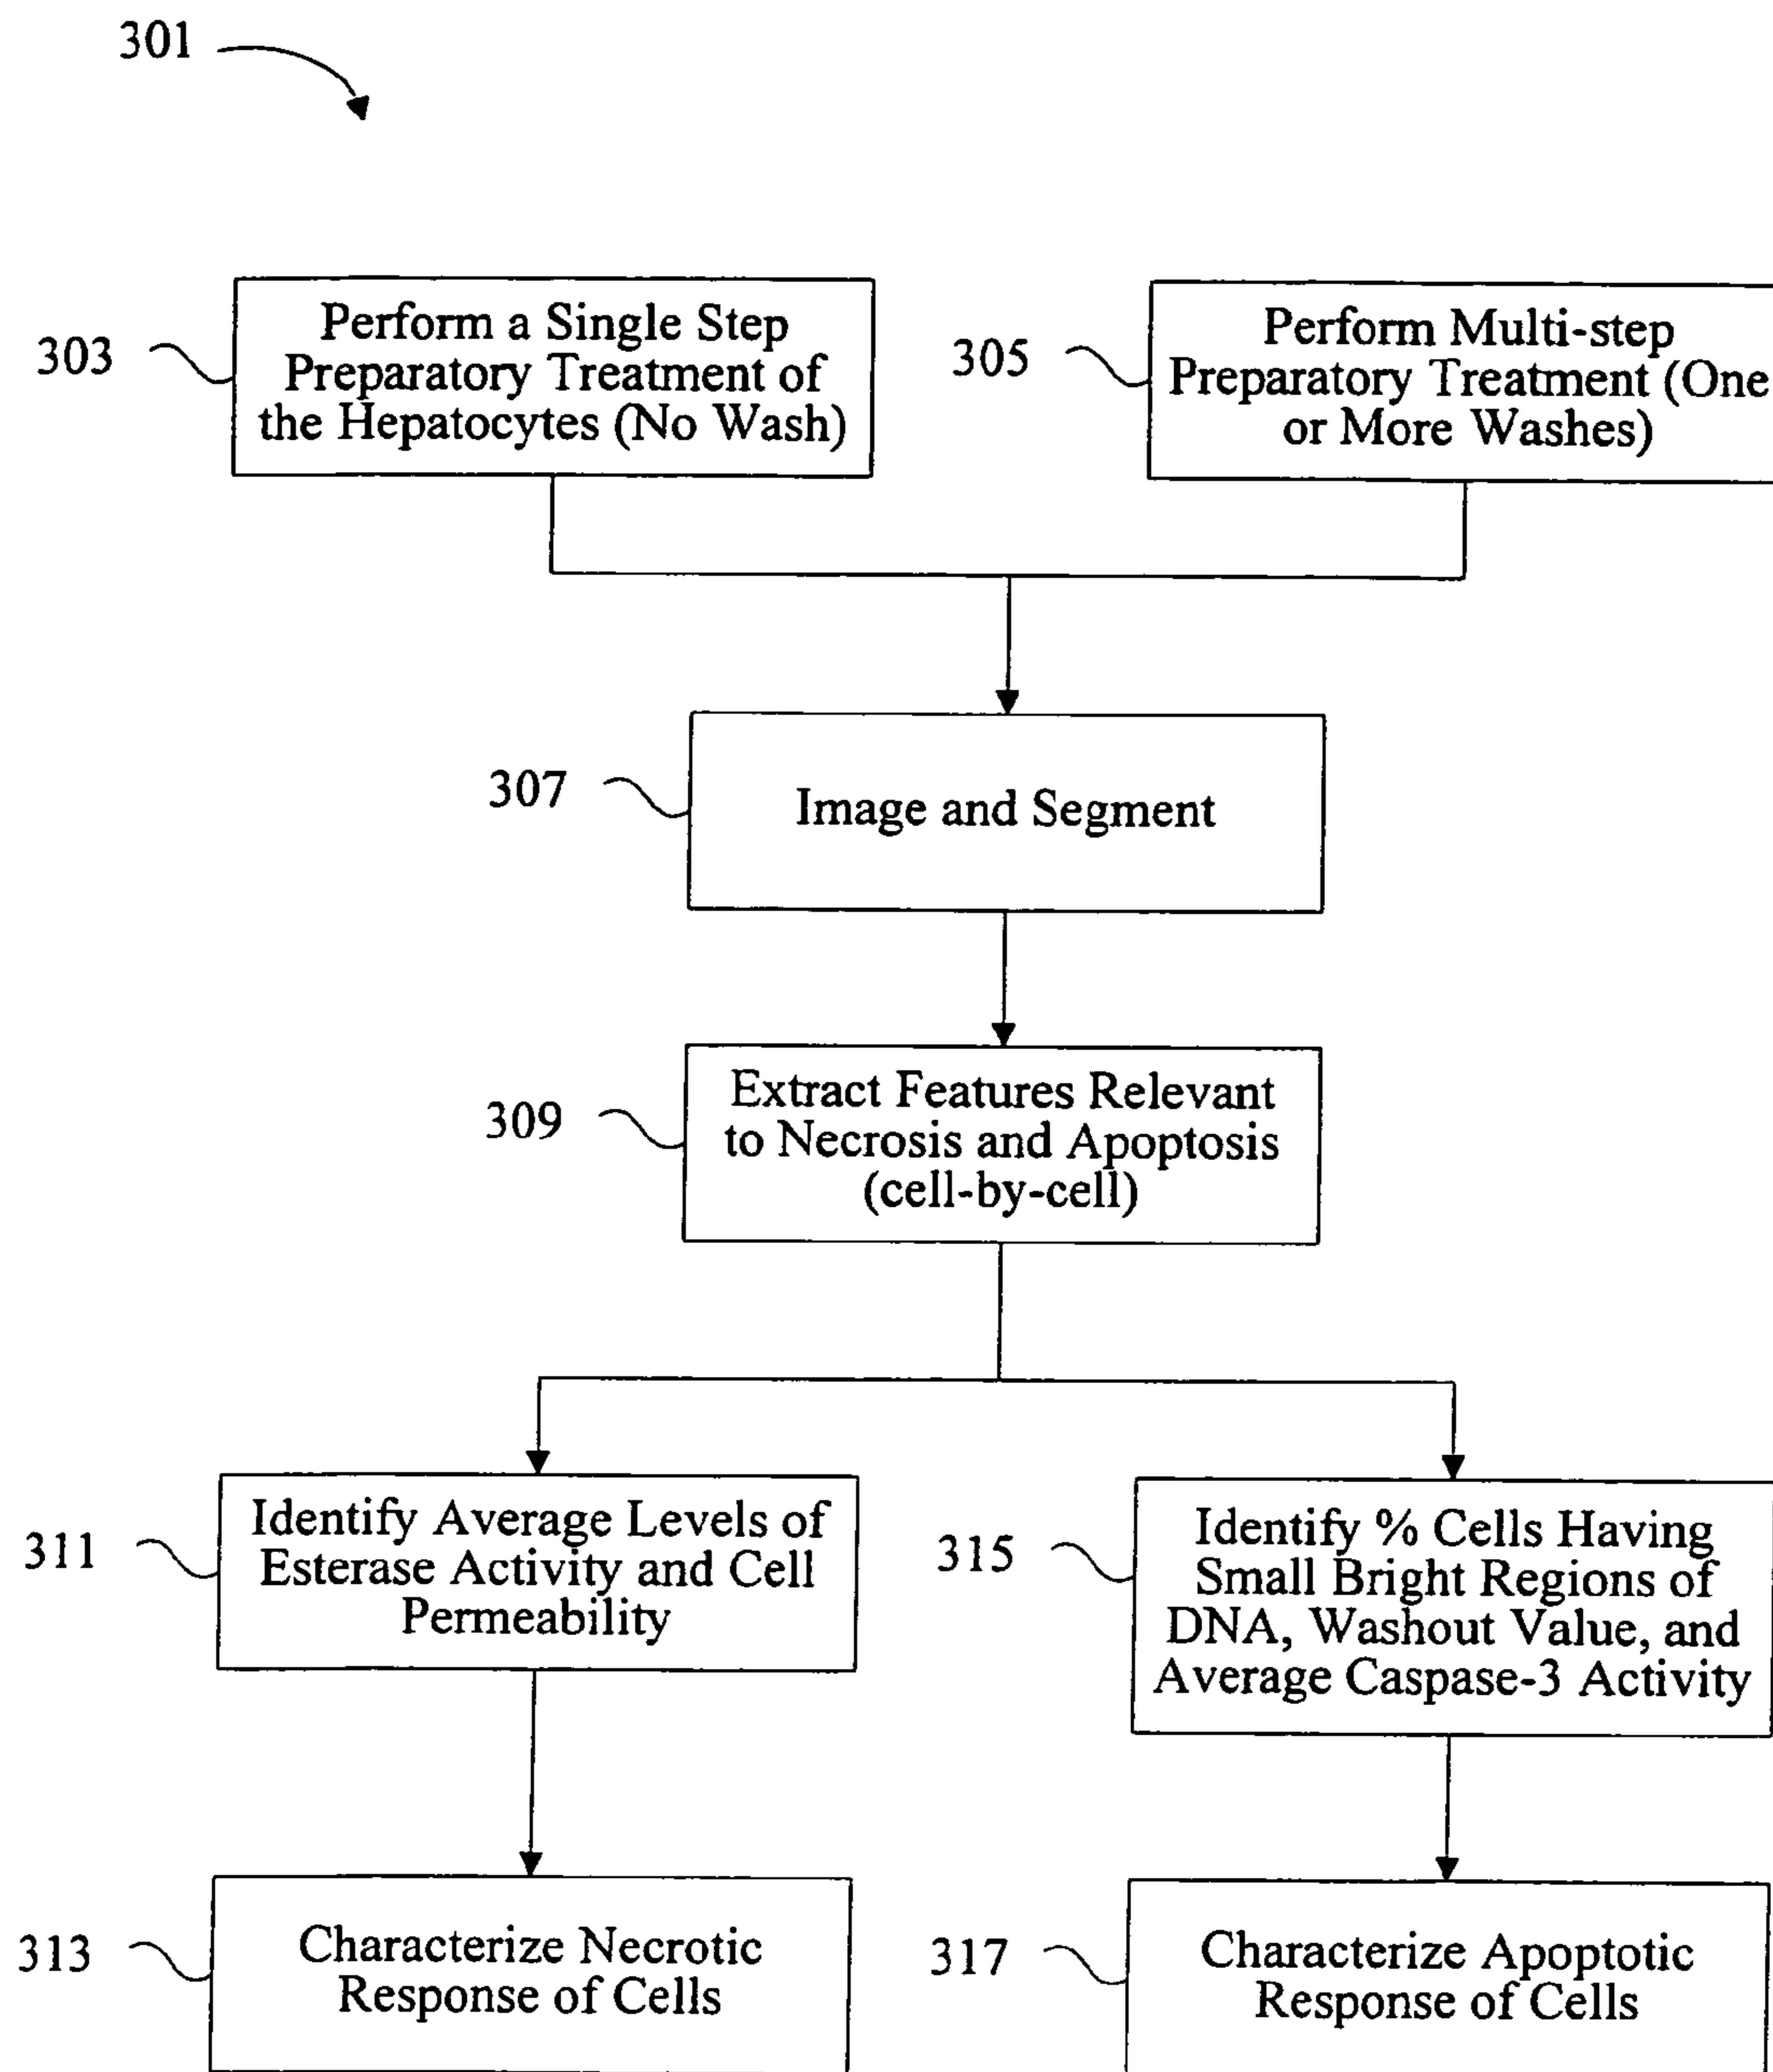 301
303
Perform a Single Step
Preparatory Treatment of
the Hepatocytes (No Wash)
305
Perform Multi-step
Preparatory Treatment (One
or More Washes)
307
Image and Segment
309
Extract Features Relevant
to Necrosis and Apoptosis
(cell-by-cell)
311
Identify Average Levels of
Esterase Activity and Cell
Permeability
315
Identify % Cells Having
Small Bright Regions of
DNA, Washout Value, and
Average Caspase-3 Activity
313
Characterize Necrotic
Response of Cells
317
Characterize Apoptotic
Response of Cells